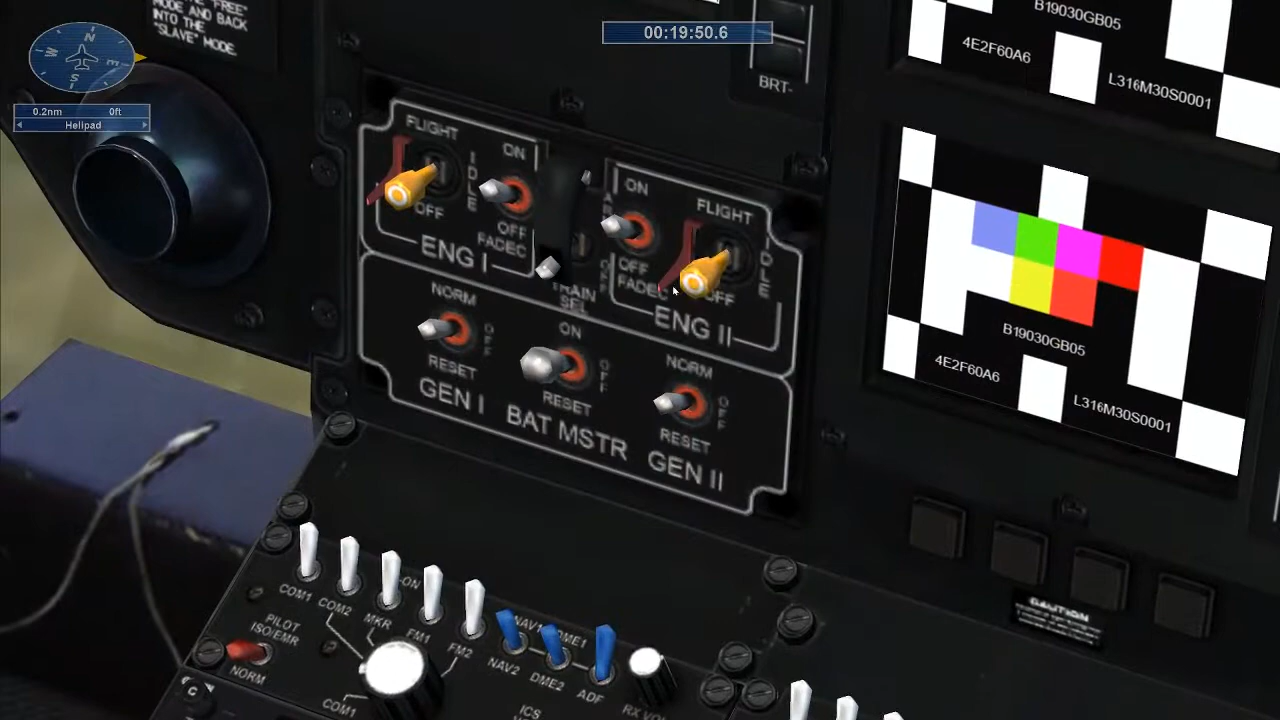 MODE AND BACK
INTO THE
"SLAVE" MODE.
N
W
E
S
0.2nm 0ft
Helipad
00:19:50.6
BRT-
B19030GB05
4E2F60A6
L316M30S0001
FLIGHT
IDLE
OFF
ON
OFF
FADEC
ENG I
ON
OFF
FADEC
FLIGHT
IDLE
OFF
ENG II
SEL
NORM
OFF
RESET
GEN I
ON
OFF
RESET
BAT MSTR
NORM
OFF
RESET
GEN II
B19030GB05
4E2F60A6
L316M30S0001
CAUTION
COM1
COM2
MKR
-ON
FM1
FM2
NAV1
DME1
NAV2
DME2
ADF
PILOT
ISO/EMR
NORM
COM1
ICS
RX VOL
C